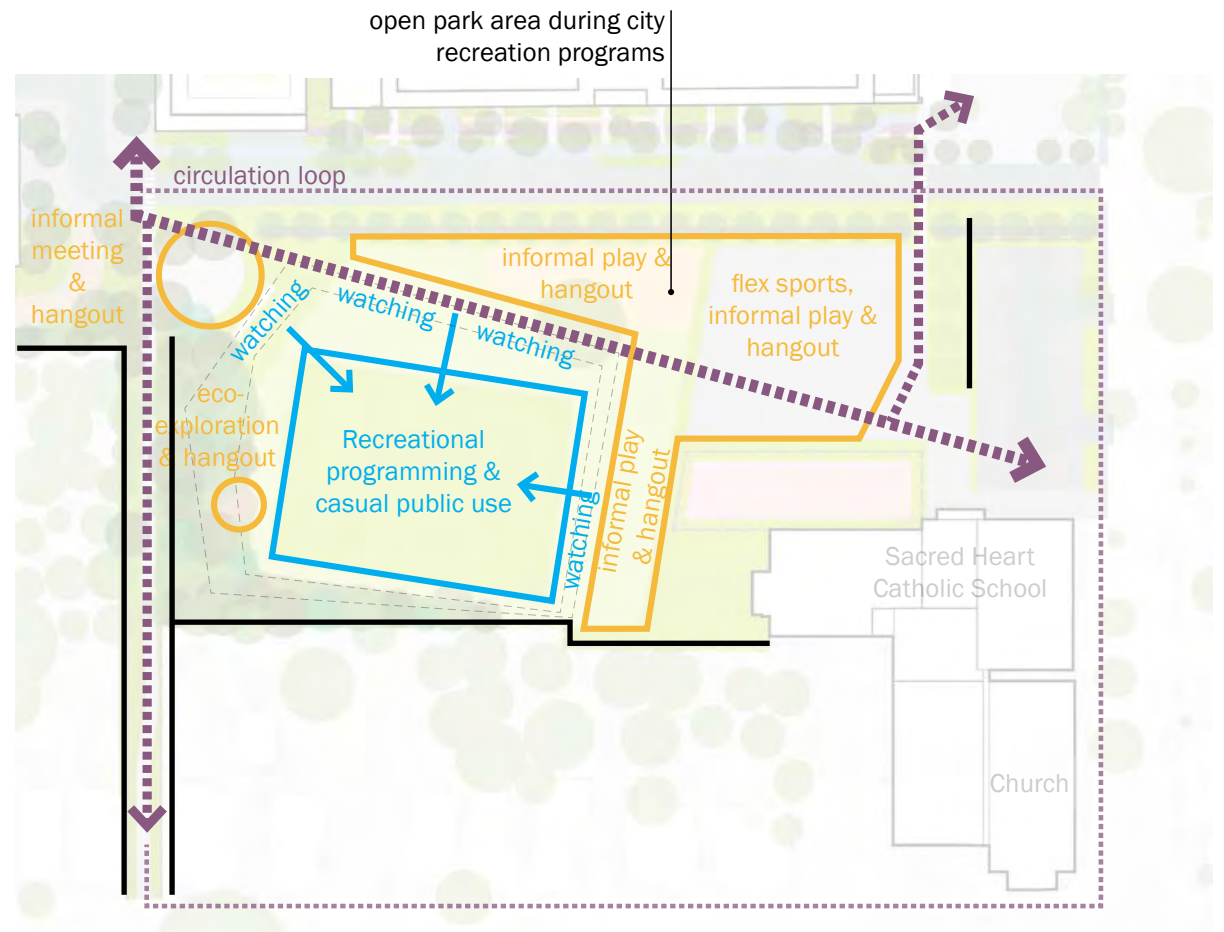 open park area during city
recreation programs
circulation loop
informal
meeting
&
hangout
informal play &
hangout
flex sports,
informal play &
hangout
watching
watching
watching
eco-
exploration
& hangout
Recreational
programming &
casual public use
watching
informal play
& hangout
Sacred Heart
Catholic School
Church